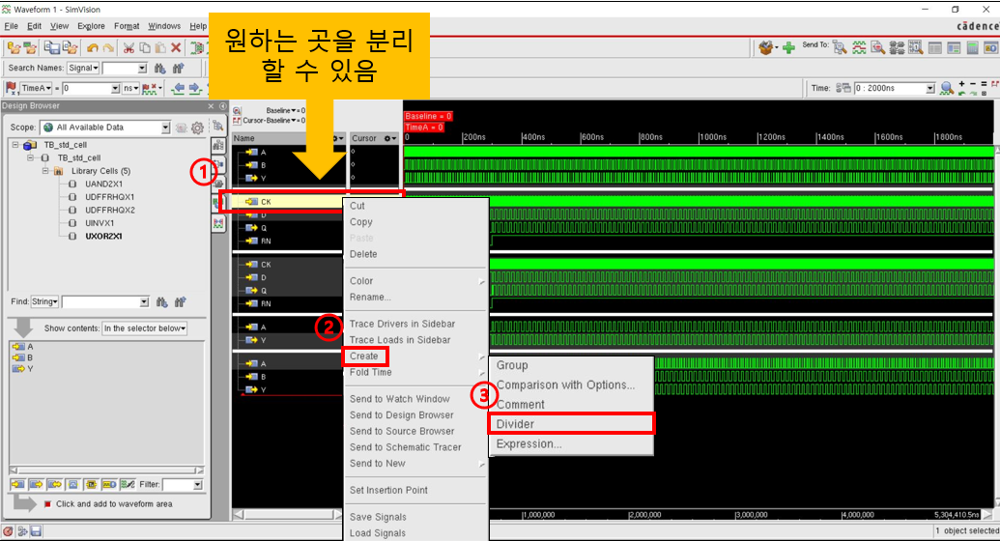 Waveform 1 - SimVision
File Edit View Explore Format Windows Help
cādence
원하는 곳을 분리
할 수 있음
Send To:
Search Names: Signal
TimeA = 0 ns
Time: 0 : 2000ns
Design Browser
Scope: All Available Data
TB_std_cell
TB_std_cell
Library Cells (5)
UAND2X1
UDFFRHQX1
UDFFRHQX2
UINVX1
UXOR2X1
①
Find: String
Show contents: In the selector below
A
B
Y
Filter:
Click and add to waveform area
Baseline = 0
Cursor-Baseline = 0
Name
Cursor
Baseline = 0
TimeA = 0
0 200ns 400ns 600ns 800ns 1000ns 1200ns 1400ns 1600ns 1800ns
A
B
Y
CK
D
Q
RN
CK
D
Q
RN
A
Y
A
B
Y
Cut
Copy
Paste
Delete
Color
Rename...
②
Trace Drivers in Sidebar
Trace Loads in Sidebar
Create
Fold Time
Send to Watch Window
Send to Design Browser
Send to Source Browser
Send to Schematic Tracer
Send to New
Set Insertion Point
Save Signals
Load Signals
③
Group
Comparison with Options...
Comment
Divider
Expression...
1,000,000 2,000,000 3,000,000 4,000,000 5,304,410.5ns
1 object selected